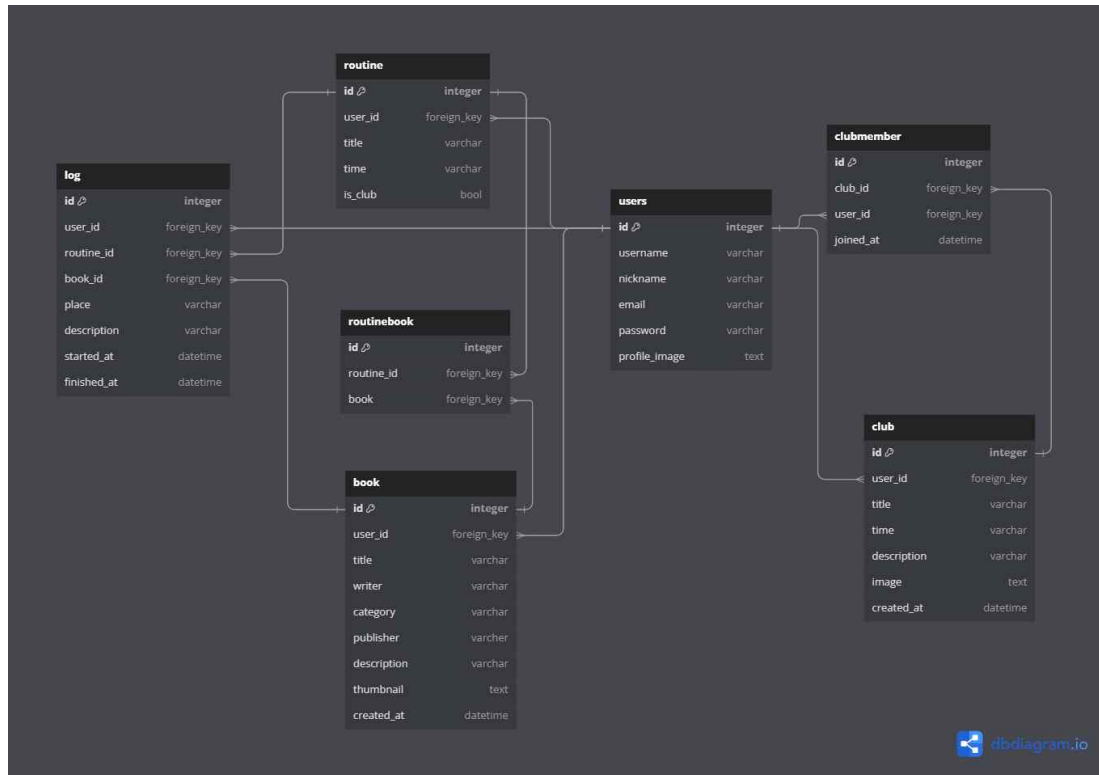 routine
id integer
user_id foreign_key
title varchar
time varchar
is_club bool
log
id integer
user_id foreign_key
routine_id foreign_key
book_id foreign_key
place varchar
description varchar
started_at datetime
finished_at datetime
routinebook
id integer
routine_id foreign_key
book foreign_key
book
id integer
user_id foreign_key
title varchar
writer varchar
category varchar
publisher varcher
description varchar
thumbnail text
created_at datetime
users
id integer
username varchar
nickname varchar
email varchar
password varchar
profile_image text
clubmember
id integer
club_id foreign_key
user_id foreign_key
joined_at datetime
club
id integer
user_id foreign_key
title varchar
time varchar
description varchar
image text
created_at datetime
dbdiagram.io